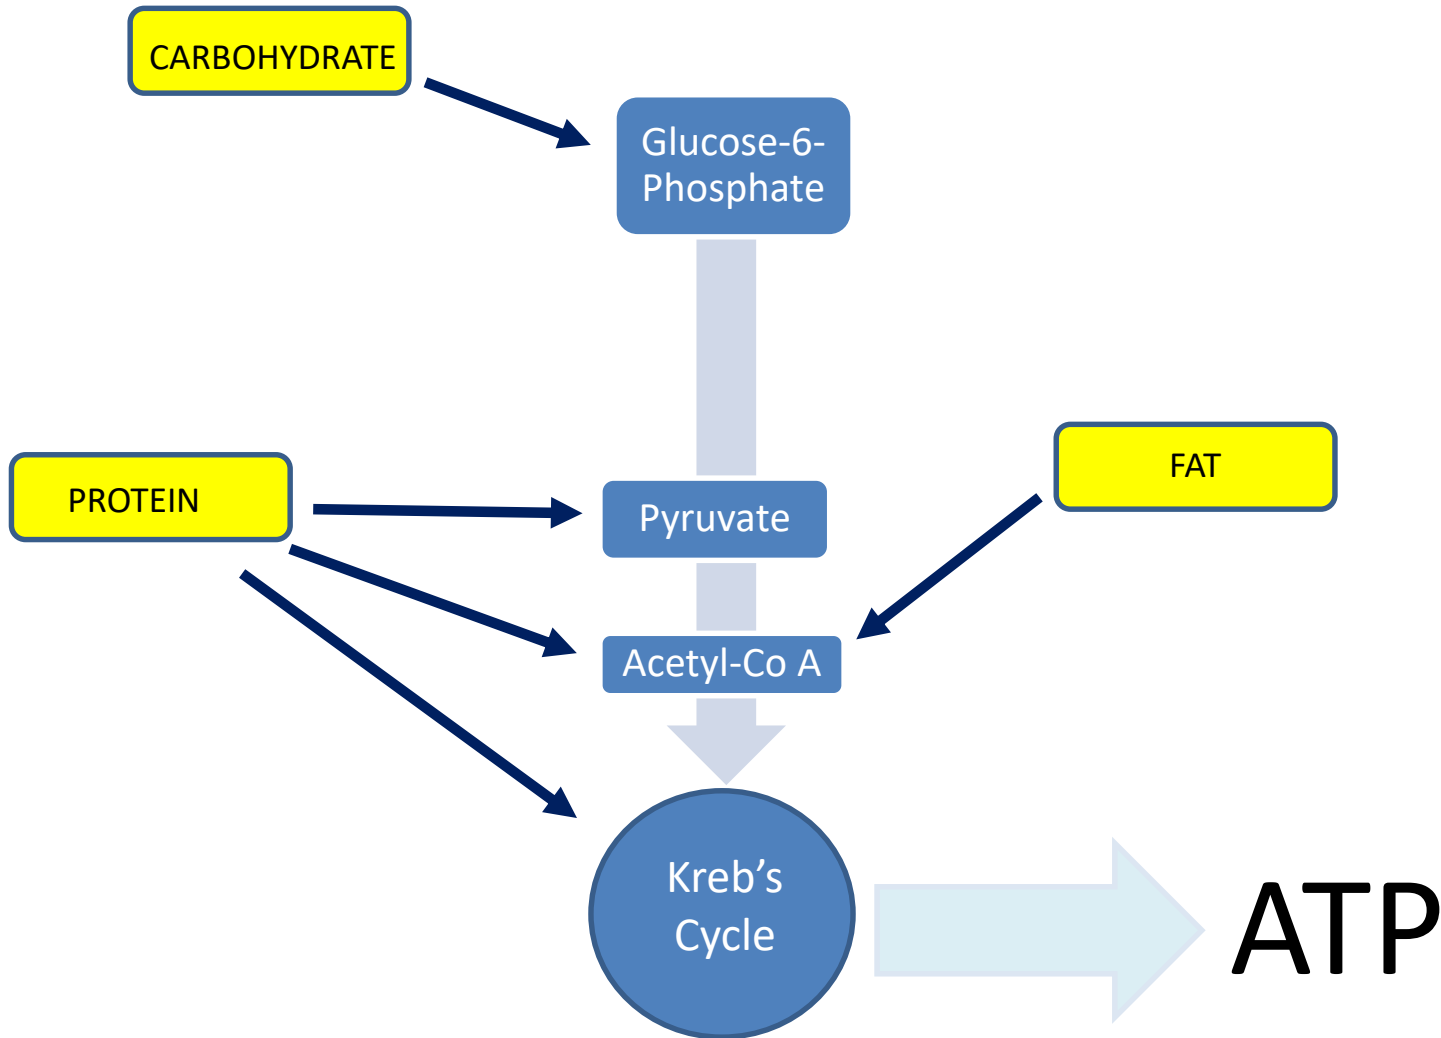 CARBOHYDRATE
Glucose-6-
Phosphate
FAT
PROTEIN
Pyruvate
Acetyl-Co A
Kreb’s
Cycle
ATP